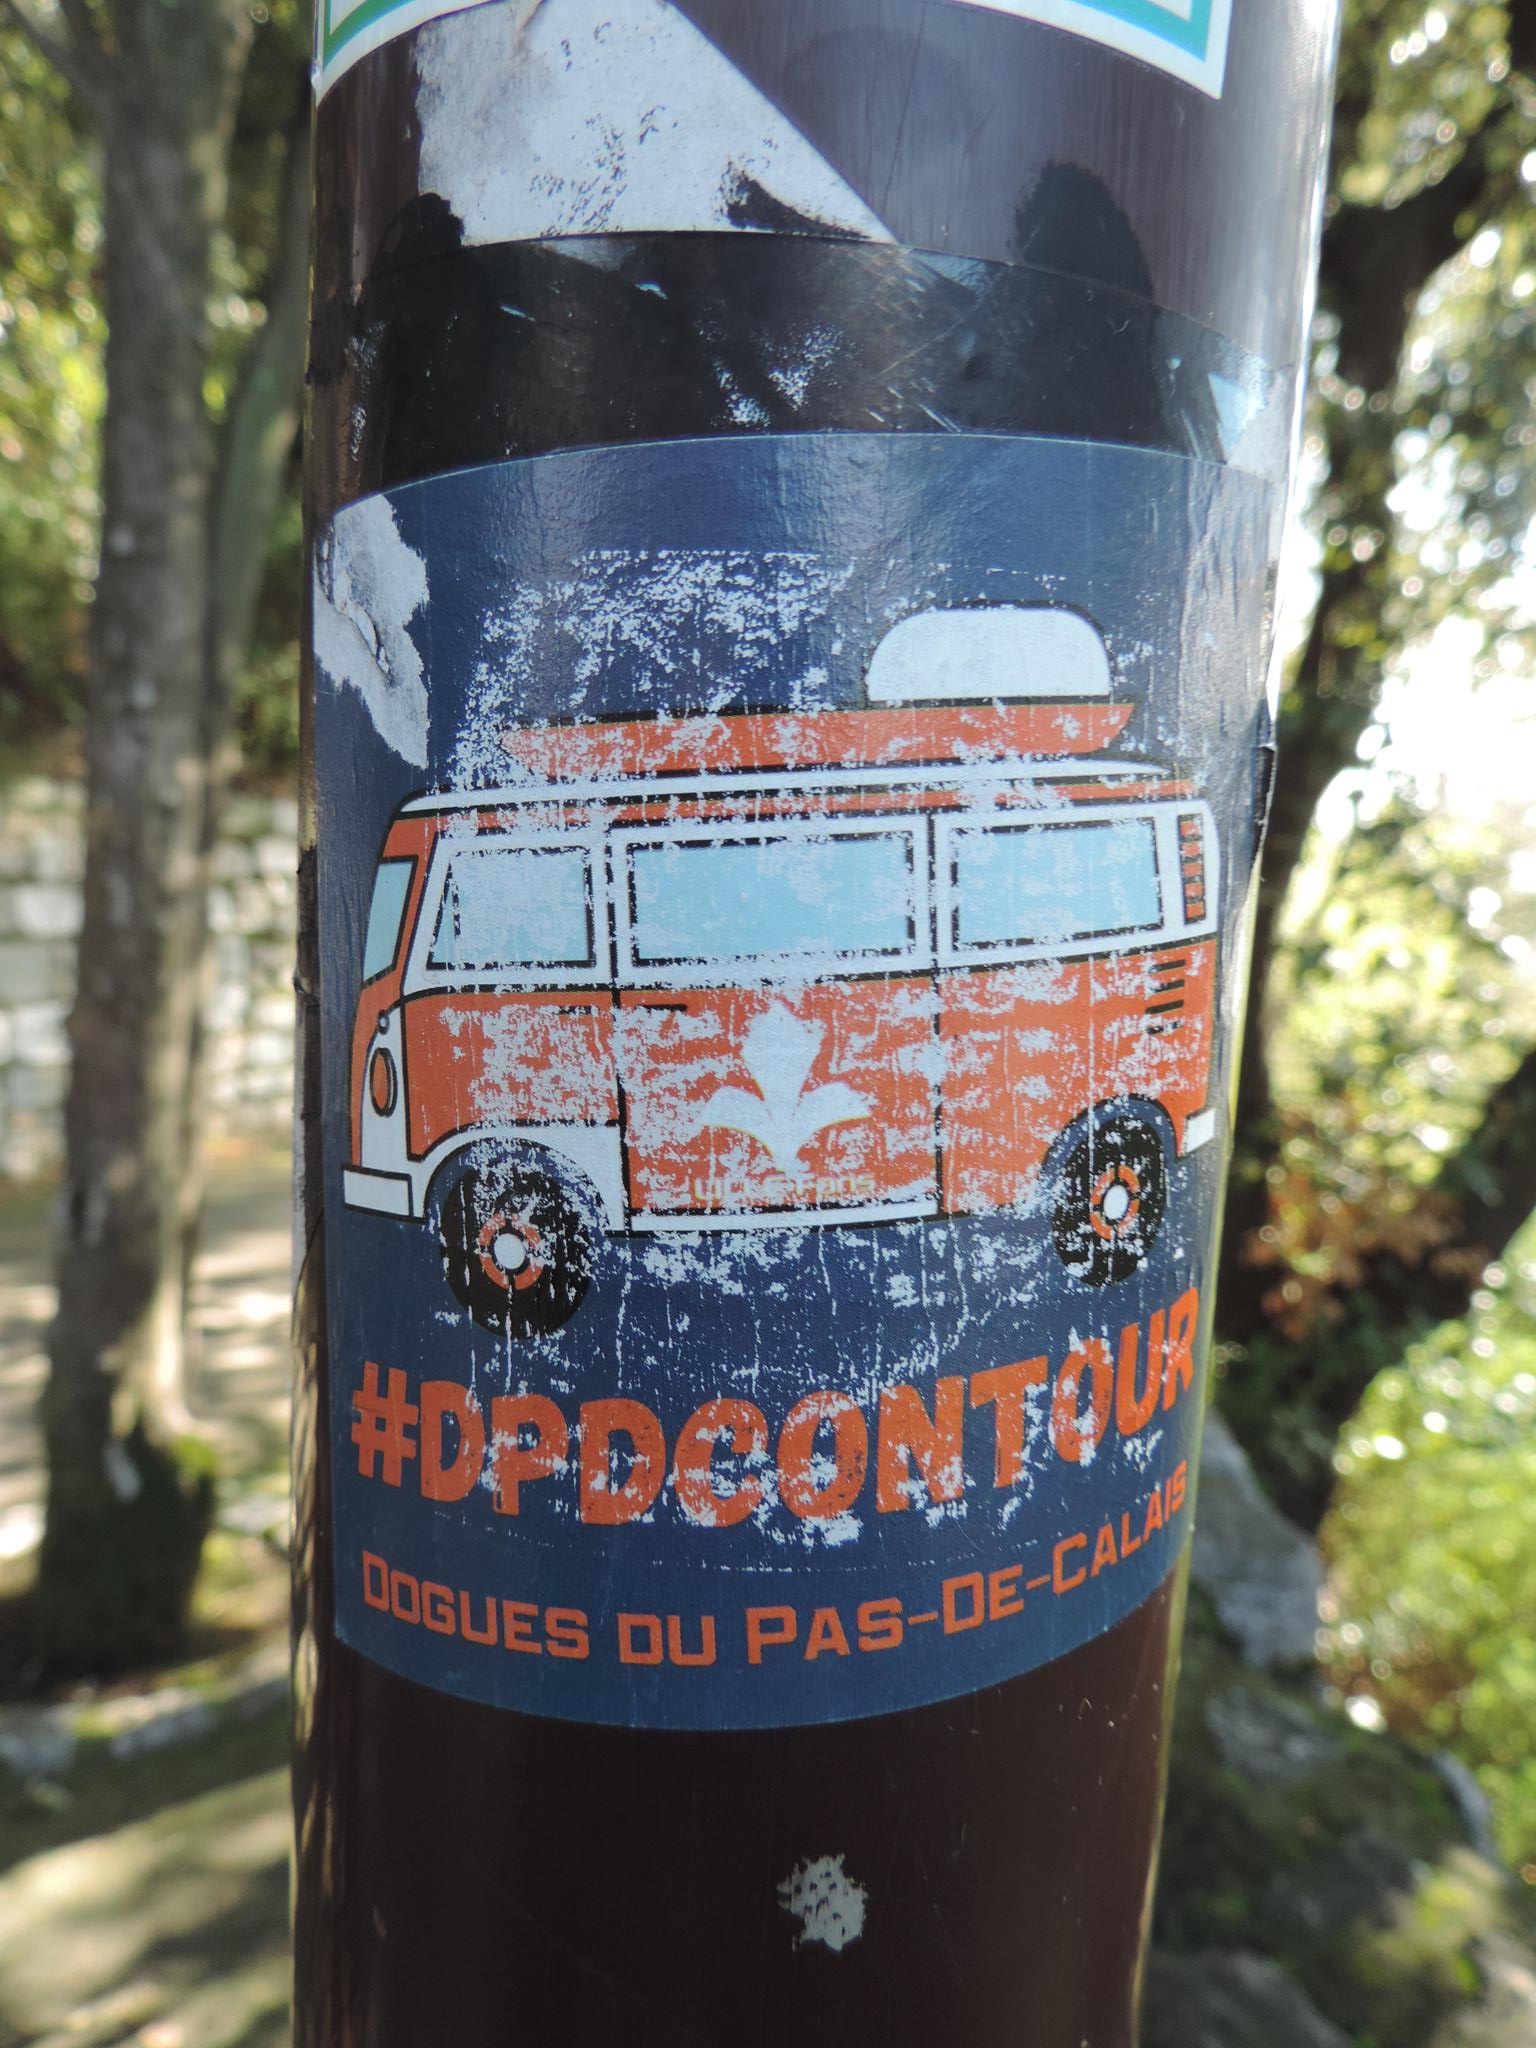 #DPDCONTOUR
DOGUES DU PAS-DE-CALAIS